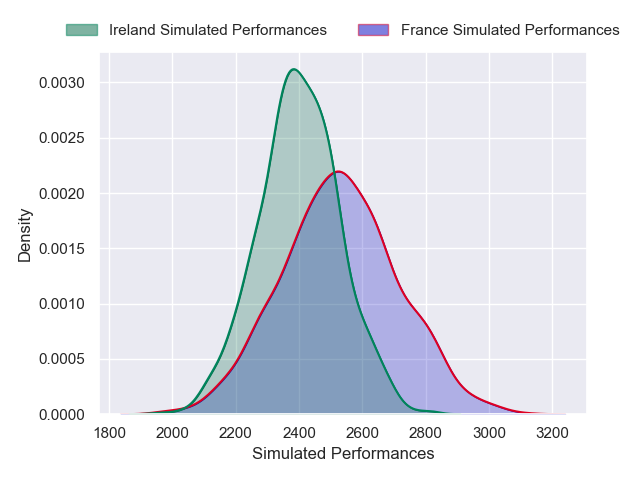 Ireland Simulated Performances France Simulated Performances
0.0030
0.0025
0.0020
0.0015
0.0010
0.0005
0.0000
Density
1800 2000 2200 2400 2600 2800 3000 3200
Simulated Performances